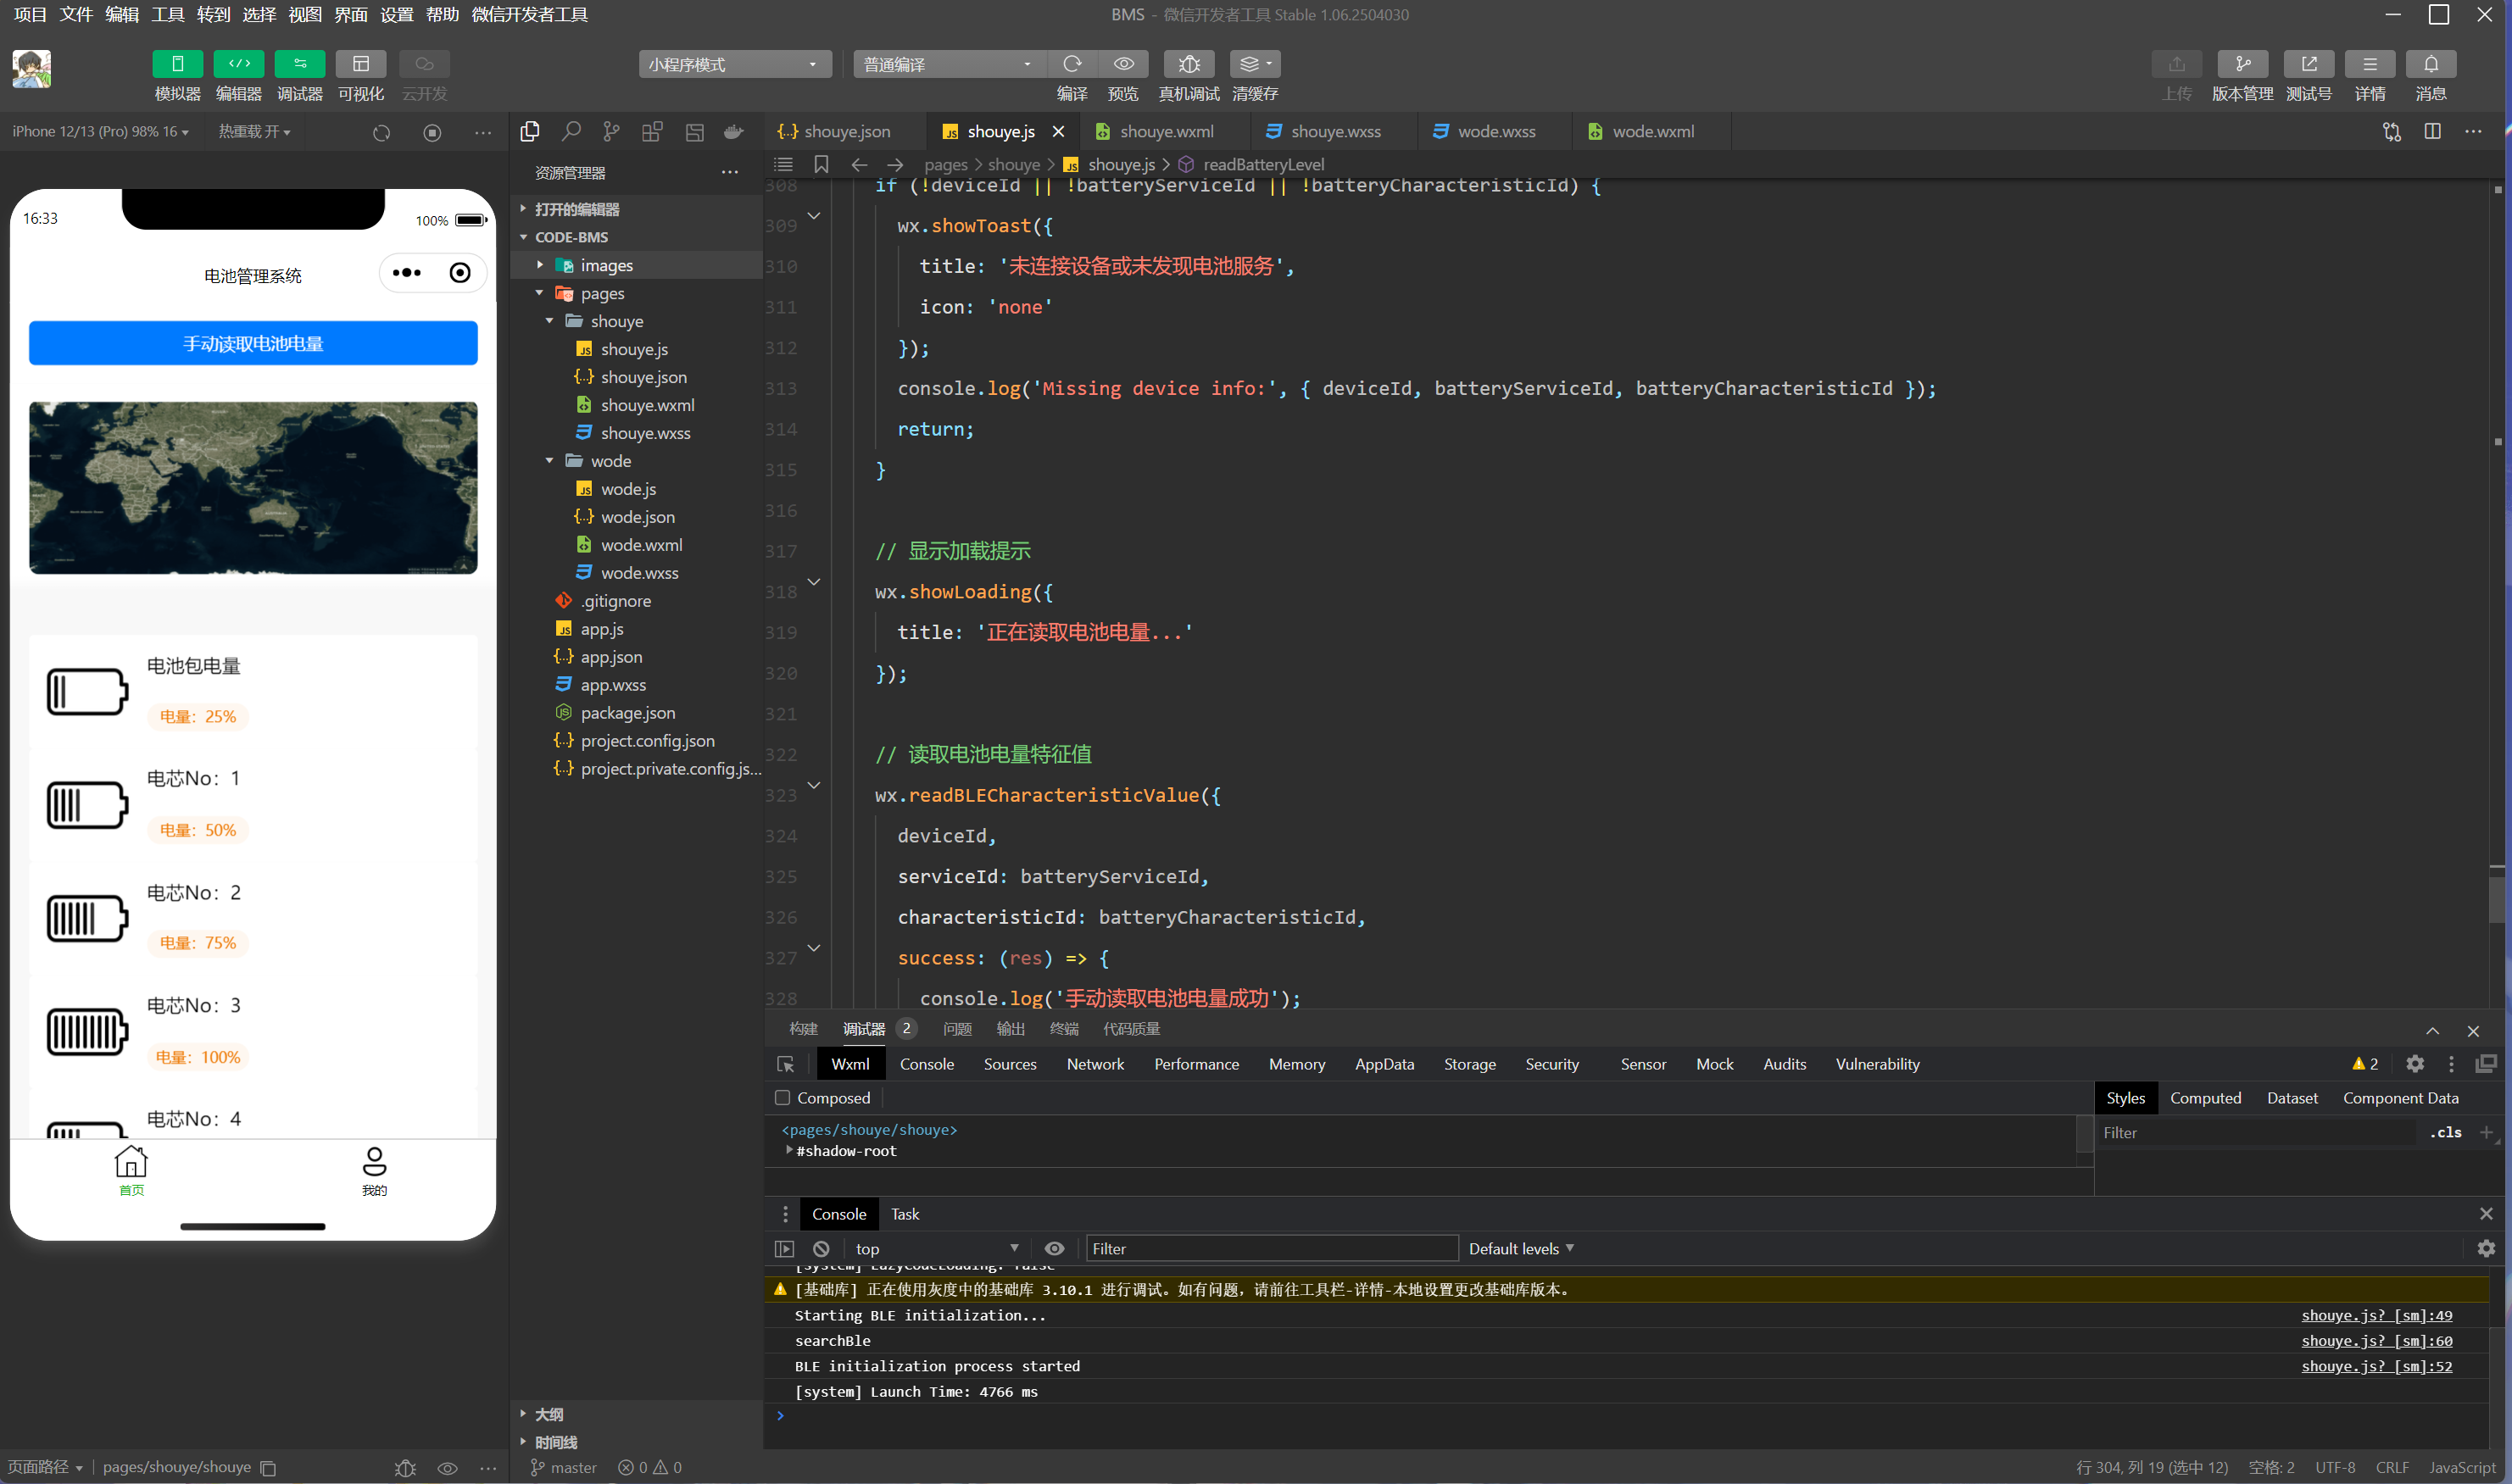 项目 文件 编辑 工具 转到 选择 视图 界面 设置 帮助 微信开发者工具
BMS - 微信开发者工具 Stable 1.06.2504030
模拟器 编辑器 调试器 可视化 云开发
小程序模式
普通编译
编译 预览 真机调试 清缓存
上传 版本管理 测试号 详情 消息
iPhone 12/13 (Pro) 98% 16
热重载 开
16:33
100%
电池管理系统
手动读取电池电量
电池包电量
电量：25%
电芯No：1
电量：50%
电芯No：2
电量：75%
电芯No：3
电量：100%
电芯No：4
首页
我的
页面路径
pages/shouye/shouye
资源管理器
打开的编辑器
CODE-BMS
images
pages
shouye
shouye.js
shouye.json
shouye.wxml
shouye.wxss
wode
wode.js
wode.json
wode.wxml
wode.wxss
.gitignore
app.js
app.json
app.wxss
package.json
project.config.json
project.private.config.js...
大纲
时间线
master
0 0
shouye.json
shouye.js
shouye.wxml
shouye.wxss
wode.wxss
wode.wxml
pages > shouye > shouye.js > readBatteryLevel
308 if (!deviceId || !batteryServiceId || !batteryCharacteristicId) {
309 wx.showToast({
310 title: '未连接设备或未发现电池服务',
311 icon: 'none'
312 });
313 console.log('Missing device info:', { deviceId, batteryServiceId, batteryCharacteristicId });
314 return;
315 }
316
317 // 显示加载提示
318 wx.showLoading({
319 title: '正在读取电池电量...'
320 });
321
322 // 读取电池电量特征值
323 wx.readBLECharacteristicValue({
324 deviceId,
325 serviceId: batteryServiceId,
326 characteristicId: batteryCharacteristicId,
327 success: (res) => {
328 console.log('手动读取电池电量成功');
构建 调试器 2 问题 输出 终端 代码质量
Wxml Console Sources Network Performance Memory AppData Storage Security Sensor Mock Audits Vulnerability
2
Composed
<pages/shouye/shouye>
#shadow-root
Styles Computed Dataset Component Data
Filter
.cls
Console Task
top
Filter
Default levels
[system] LazyCodeLoading: false
[基础库] 正在使用灰度中的基础库 3.10.1 进行调试。如有问题，请前往工具栏-详情-本地设置更改基础库版本。
Starting BLE initialization... shouye.js? [sm]:49
searchBle shouye.js? [sm]:60
BLE initialization process started shouye.js? [sm]:52
[system] Launch Time: 4766 ms
行 304, 列 19 (选中 12) 空格: 2 UTF-8 CRLF JavaScript